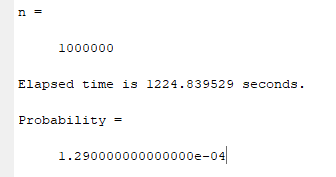 n =
1000000
Elapsed time is 1224.839529 seconds.
Probability =
1.290000000000000e-04